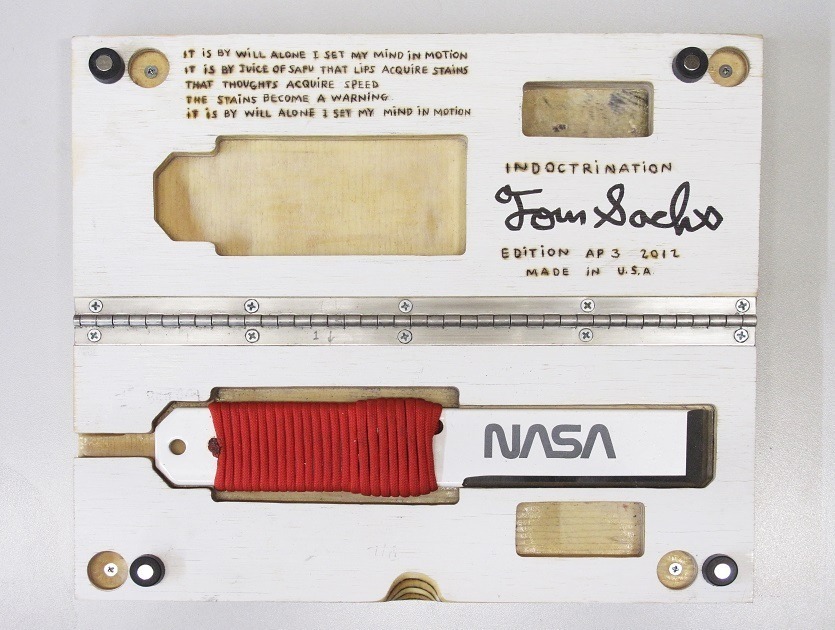 IT IS BY WILL ALONE I SET MY MIND IN MOTION
IT IS BY JUICE OF SAFU THAT LIPS ACQUIRE STAINS
THAT THOUGHTS ACQUIRE SPEED
THE STAINS BECOME A WARNING
IT IS BY WILL ALONE I SET MY MIND IN MOTION
INDOCTRINATION
Tom Sachs
EDITION AP 3 2012
MADE IN U.S.A
NASA